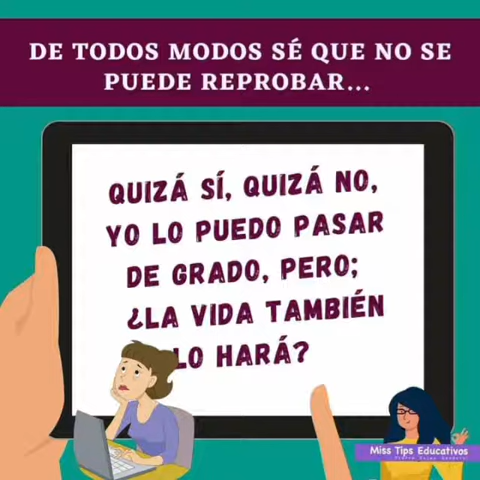 DE TODOS MODOS SÉ QUE NO SE
PUEDE REPROBAR...
QUIZÁ SÍ, QUIZÁ NO,
YO LO PUEDO PASAR
DE GRADO, PERO;
¿LA VIDA TAMBIÉN
LO HARÁ?
Miss Tips Educativos